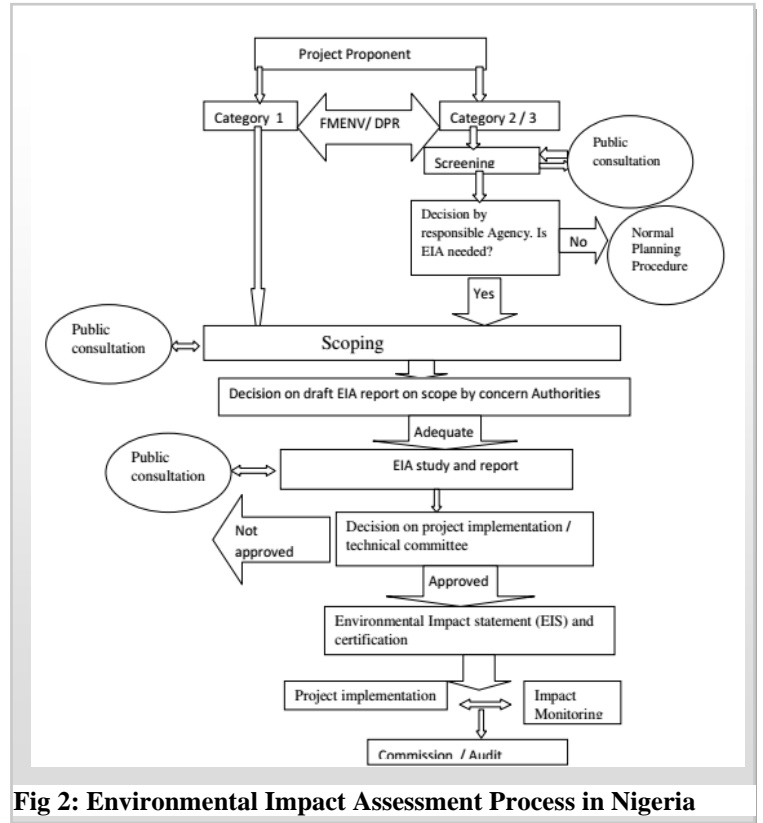 Project Proponent
Category 1
FMENV/ DPR
Category 2 / 3
Screening
Public
consultation
Decision by
responsible Agency. Is
EIA needed?
No
Normal
Planning
Procedure
Yes
Public
consultation
Scoping
Decision on draft EIA report on scope by concern Authorities
Adequate
Public
consultation
EIA study and report
Not
approved
Decision on project implementation /
technical committee
Approved
Environmental Impact statement (EIS) and
certification
Project implementation
Impact
Monitoring
Commission / Audit
Fig 2: Environmental Impact Assessment Process in Nigeria